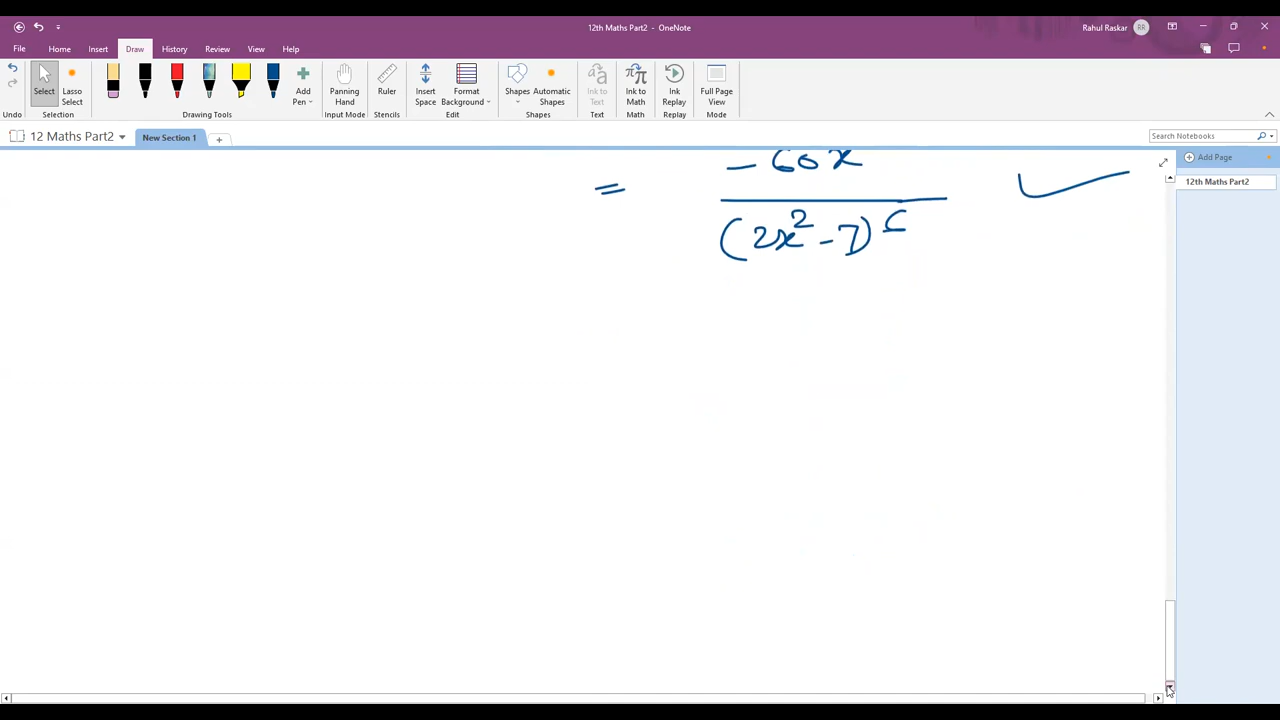 12th Maths Part2 - OneNote
Rahul Raskar RR
File Home Insert Draw History Review View Help
Select Lasso Select Add Pen Panning Hand Ruler Insert Space Format Background Shapes Automatic Shapes Ink to Text Ink to Math Ink Replay Full Page View
Undo Selection Drawing Tools Input Mode Stencils Edit Shapes Text Math Replay Mode
12 Maths Part2 New Section 1 Search Notebooks
Add Page
12th Maths Part2
- 60x
=
(2x² - 7)⁶